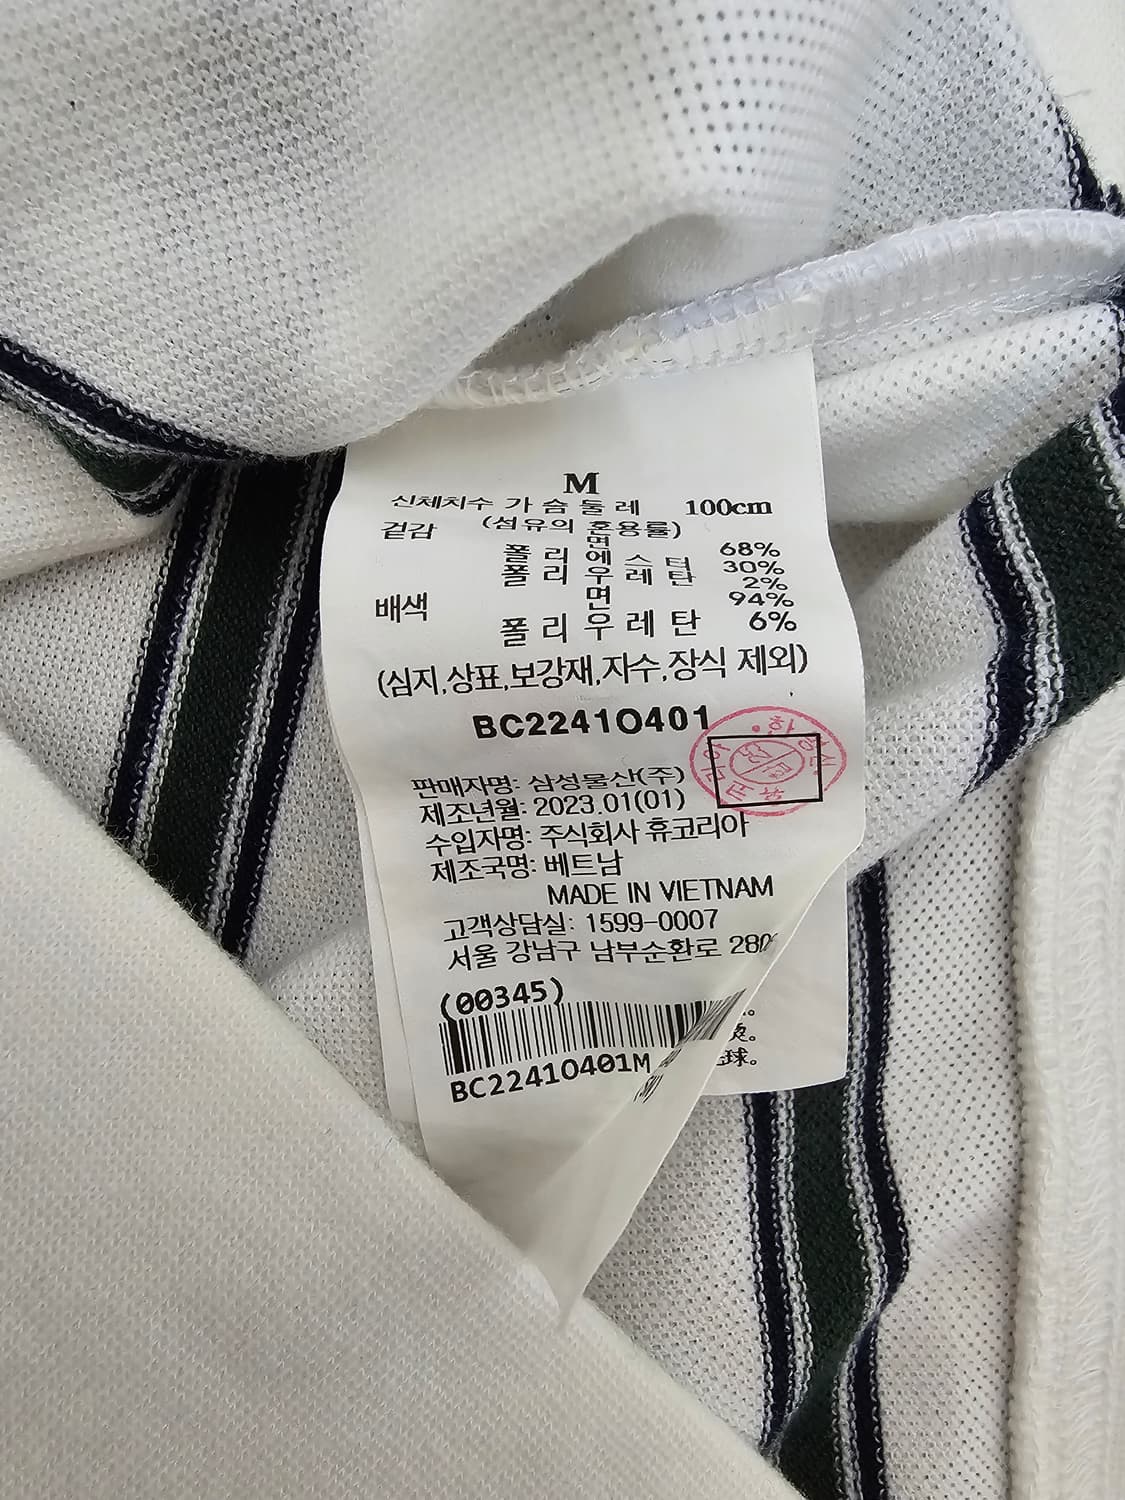 M
신체치수 가 슴 둘 레 100cm
겉감 (섬유의 혼용률)
면 68%
폴 리 에 스 터 30%
폴 리 우 레 탄 2%
배색 면 94%
폴 리 우 레 탄 6%
(심지,상표,보강재,자수,장식 제외)
BC2241O401
판매자명: 삼성물산(주)
제조년월: 2023.01(01)
수입자명: 주식회사 휴코리아
제조국명: 베트남
MADE IN VIETNAM
고객상담실: 1599-0007
서울 강남구 남부순환로
(00345)
BC2241O401M
球。